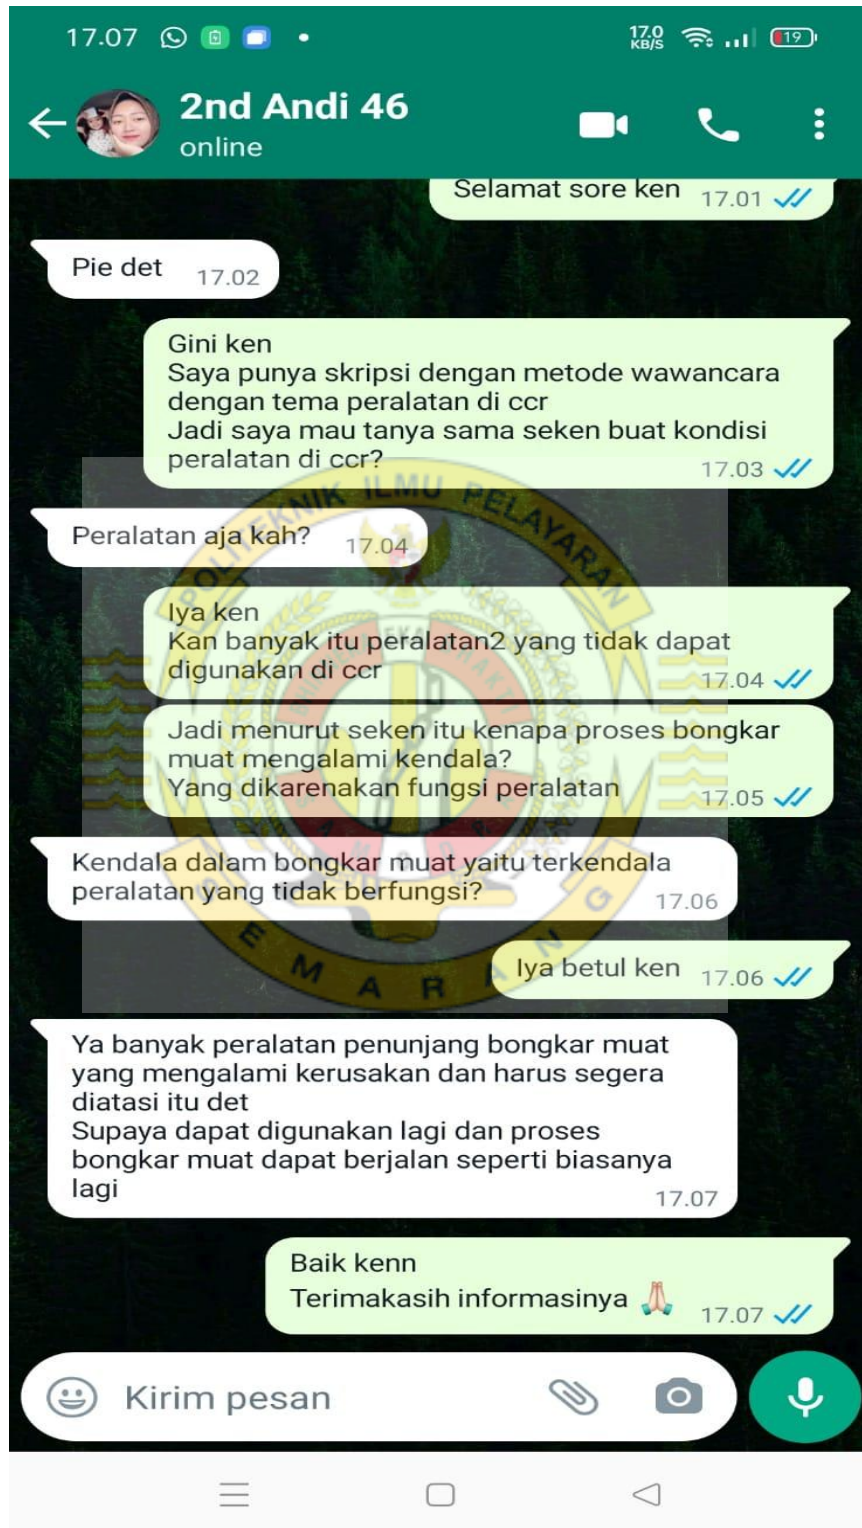 17.07
17.0
KB/S
19
2nd Andi 46
online
Selamat sore ken 17.01
Pie det 17.02
Gini ken
Saya punya skripsi dengan metode wawancara
dengan tema peralatan di ccr
Jadi saya mau tanya sama seken buat kondisi
peralatan di ccr? 17.03
Peralatan aja kah? 17.04
Iya ken
Kan banyak itu peralatan2 yang tidak dapat
digunakan di ccr 17.04
Jadi menurut seken itu kenapa proses bongkar
muat mengalami kendala?
Yang dikarenakan fungsi peralatan 17.05
Kendala dalam bongkar muat yaitu terkendala
peralatan yang tidak berfungsi? 17.06
Iya betul ken 17.06
Ya banyak peralatan penunjang bongkar muat
yang mengalami kerusakan dan harus segera
diatasi itu det
Supaya dapat digunakan lagi dan proses
bongkar muat dapat berjalan seperti biasanya
lagi 17.07
Baik kenn
Terimakasih informasinya 🙏🏻 17.07
Kirim pesan
POLITEKNIK ILMU PELAYARAN
SEMARANG